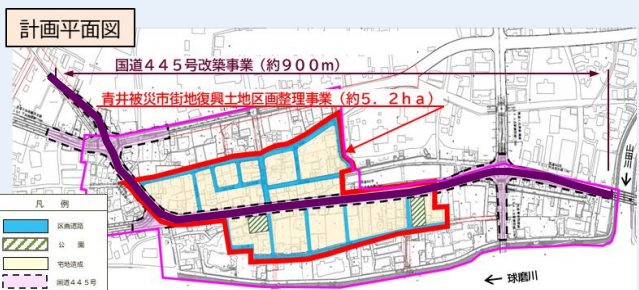 計画平面図
国道445号改築事業(約900m)
青井被災市街地復興土地区画整理事業(約5.2ha)
山田川
凡 例
区画道路
公 園
宅地造成
国道445号
球磨川